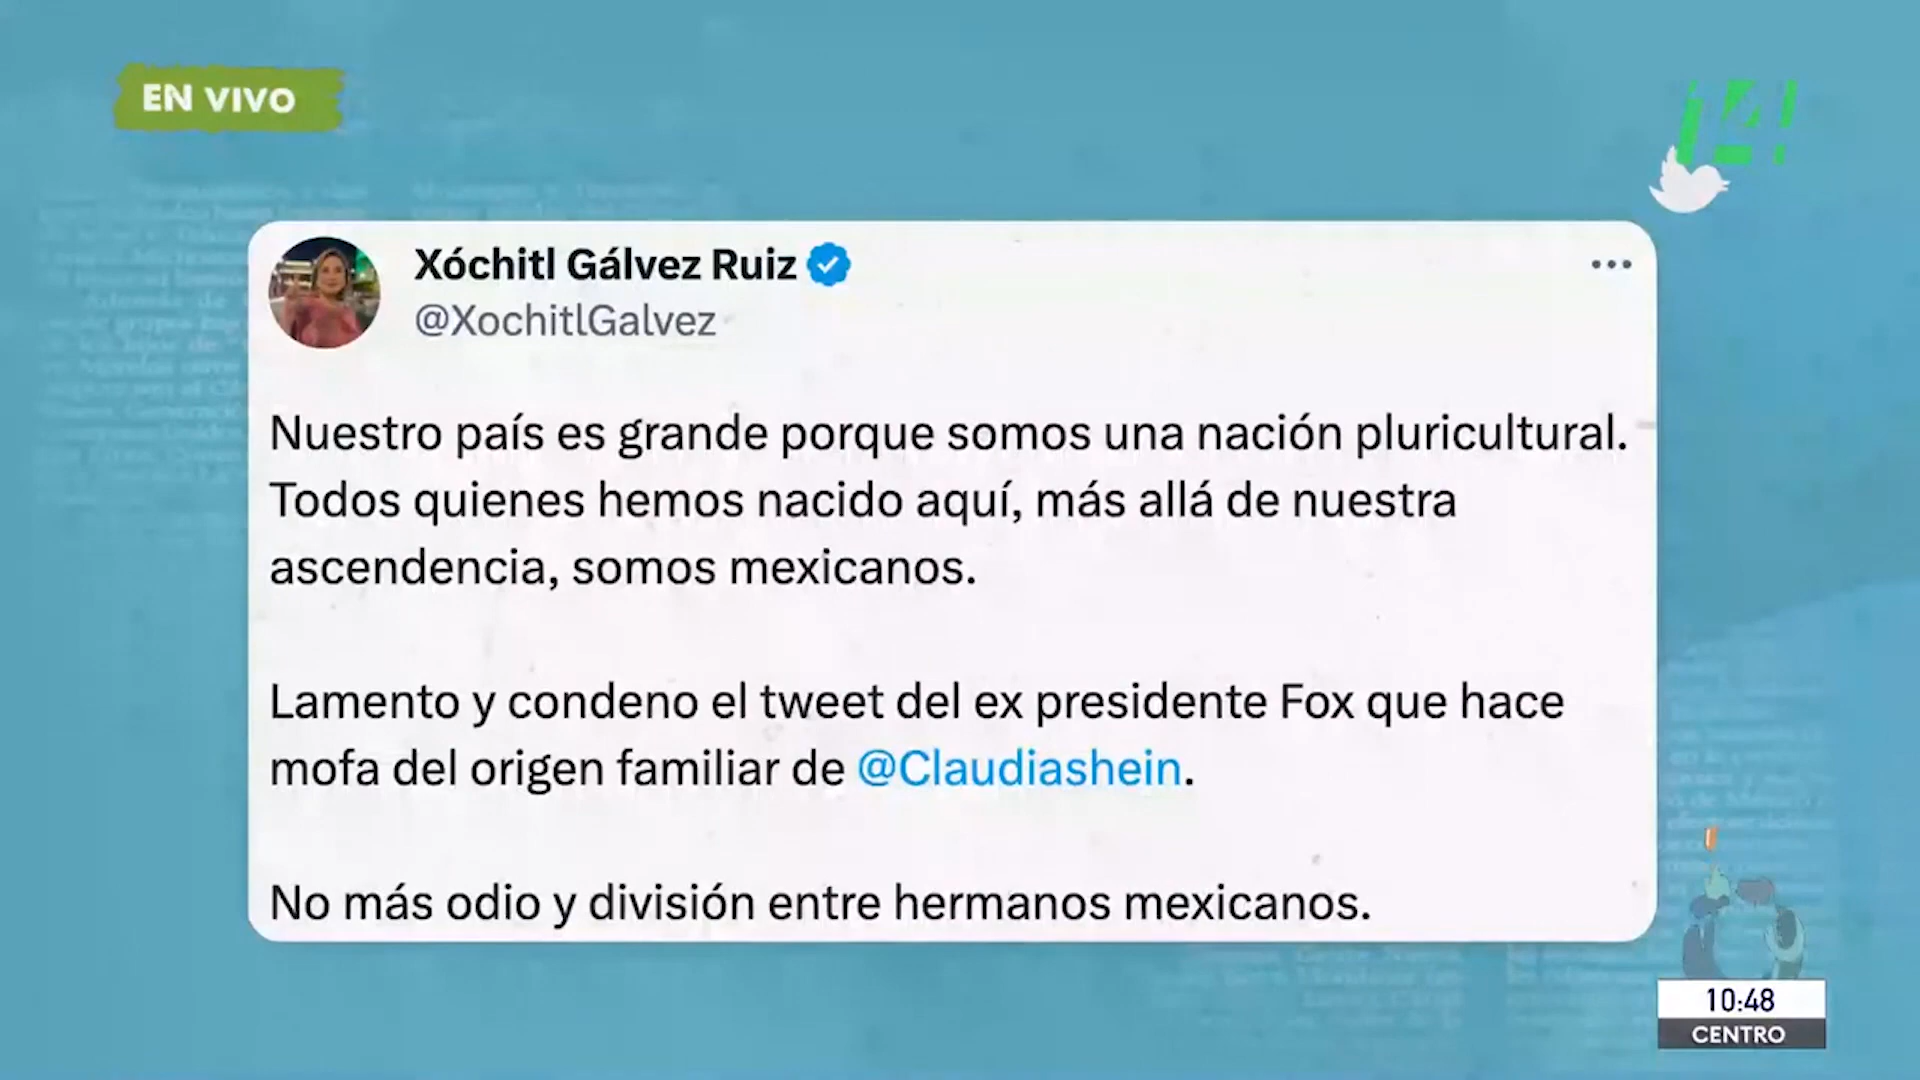 EN VIVO
14
Xóchitl Gálvez Ruiz
@XochitlGalvez
Nuestro país es grande porque somos una nación pluricultural.
Todos quienes hemos nacido aquí, más allá de nuestra
ascendencia, somos mexicanos.
Lamento y condeno el tweet del ex presidente Fox que hace
mofa del origen familiar de @Claudiashein.
No más odio y división entre hermanos mexicanos.
10:48
CENTRO